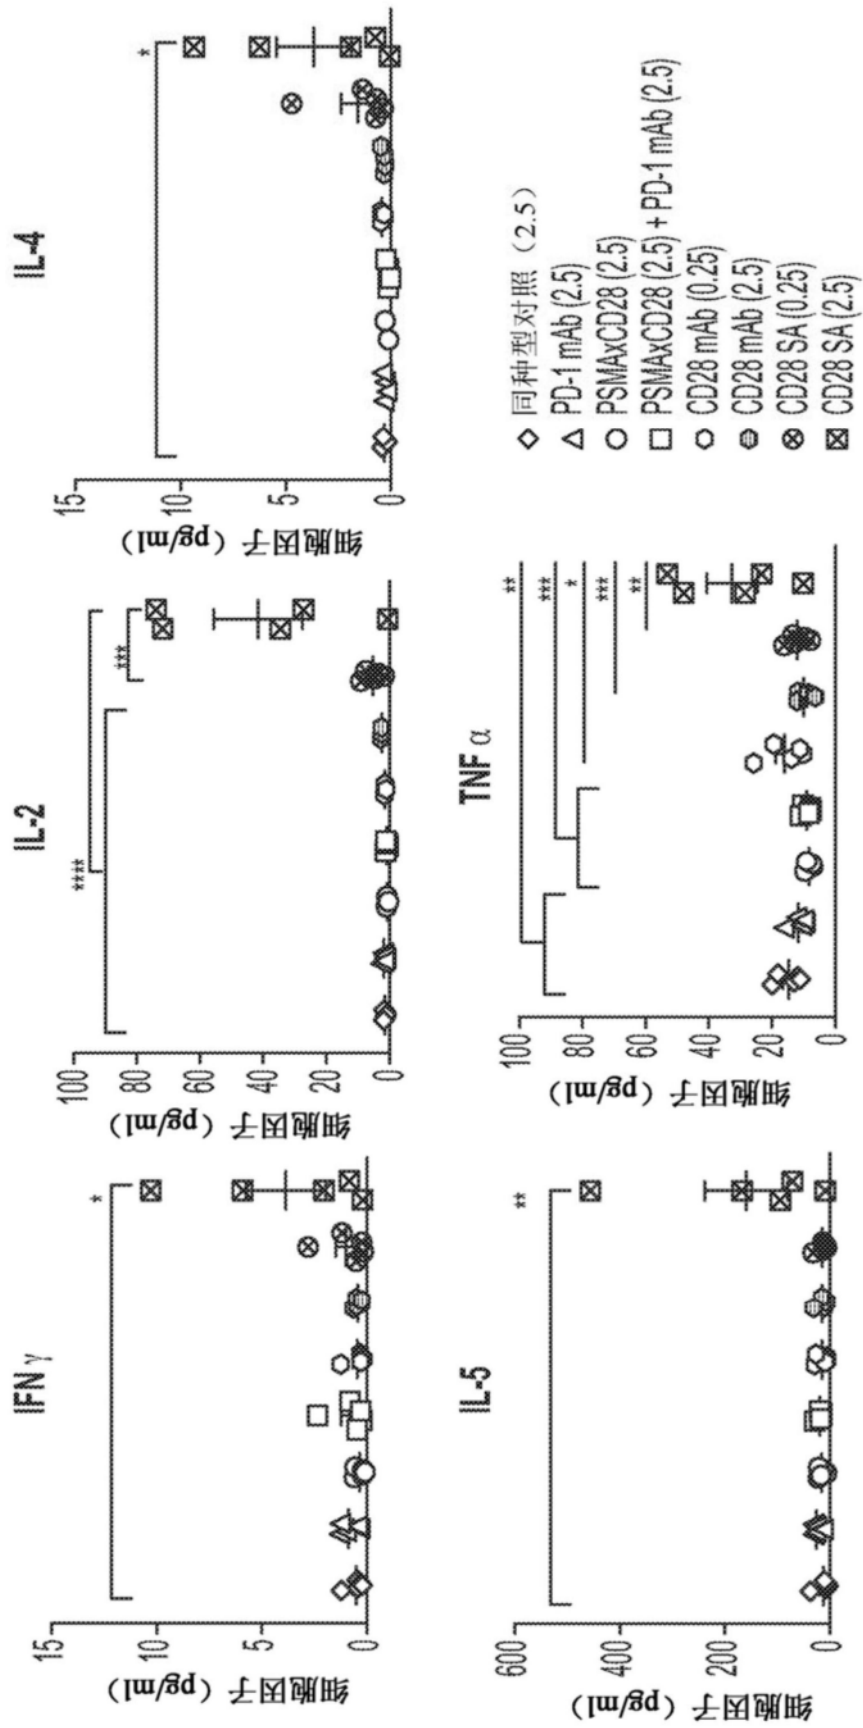 IFN γ
细胞因子（pg/ml）
15
10
5
0
*
IL-2
细胞因子（pg/ml）
100
80
60
40
20
0
****
***
IL-4
细胞因子（pg/ml）
15
10
5
0
*
IL-5
细胞因子（pg/ml）
600
400
200
0
**
TNF α
细胞因子（pg/ml）
100
80
60
40
20
0
**
***
*
***
**
同种型对照（2.5）
PD-1 mAb (2.5)
PSMAxCD28 (2.5)
PSMAxCD28 (2.5) + PD-1 mAb (2.5)
CD28 mAb (0.25)
CD28 mAb (2.5)
CD28 SA (0.25)
CD28 SA (2.5)